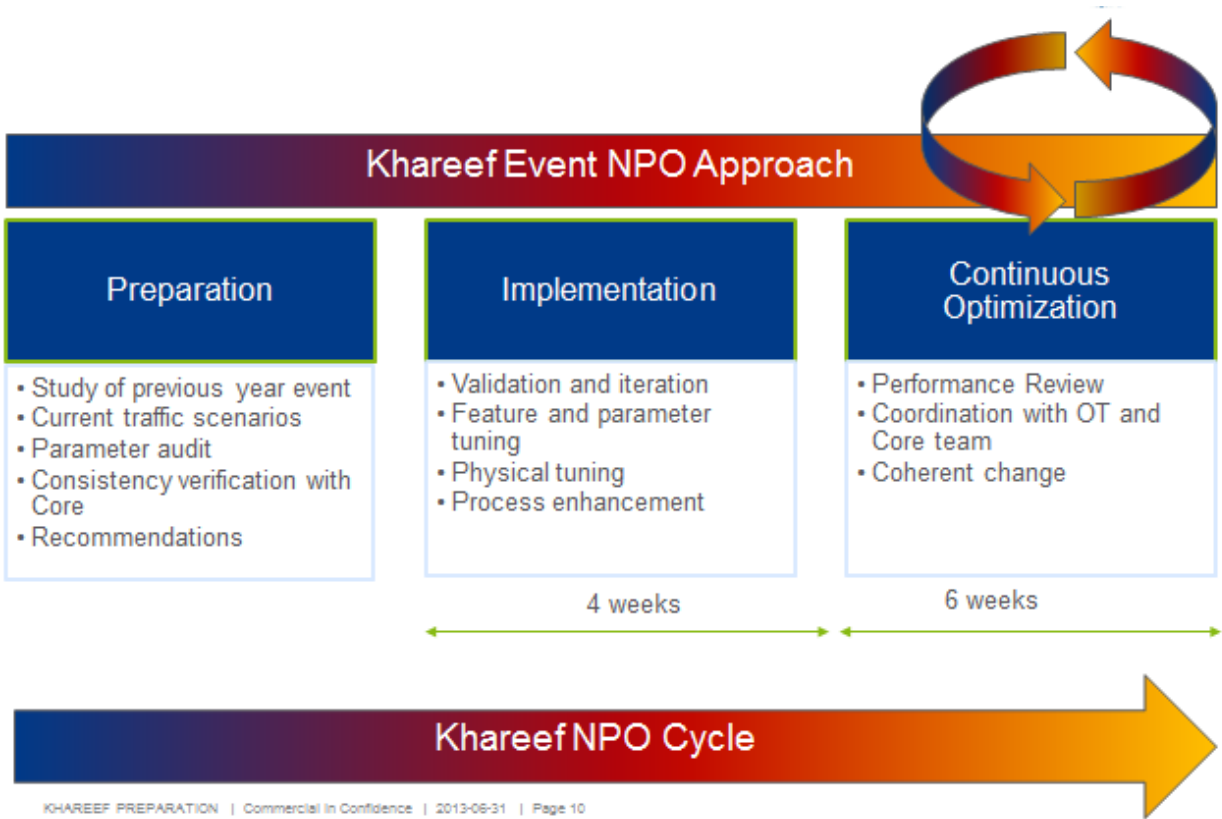 Khareef Event NPO Approach
Preparation
• Study of previous year event
• Current traffic scenarios
• Parameter audit
• Consistency verification with
Core
• Recommendations
Implementation
• Validation and iteration
• Feature and parameter
tuning
• Physical tuning
• Process enhancement
4 weeks
Continuous
Optimization
• Performance Review
• Coordination with OT and
Core team
• Coherent change
6 weeks
Khareef NPO Cycle
KHAREEF PREPARATION | Commercial in Confidence | 2013-06-31 | Page 10